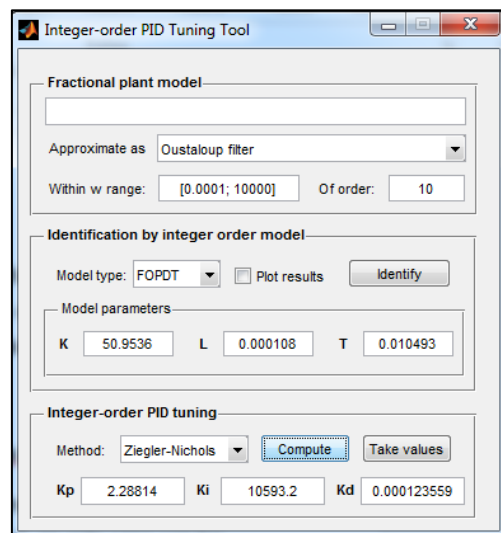 Integer-order PID Tuning Tool
Fractional plant model
Approximate as Oustaloup filter
Within w range: [0.0001; 10000] Of order: 10
Identification by integer order model
Model type: FOPDT Plot results Identify
Model parameters
K 50.9536 L 0.000108 T 0.010493
Integer-order PID tuning
Method: Ziegler-Nichols Compute Take values
Kp 2.28814 Ki 10593.2 Kd 0.000123559